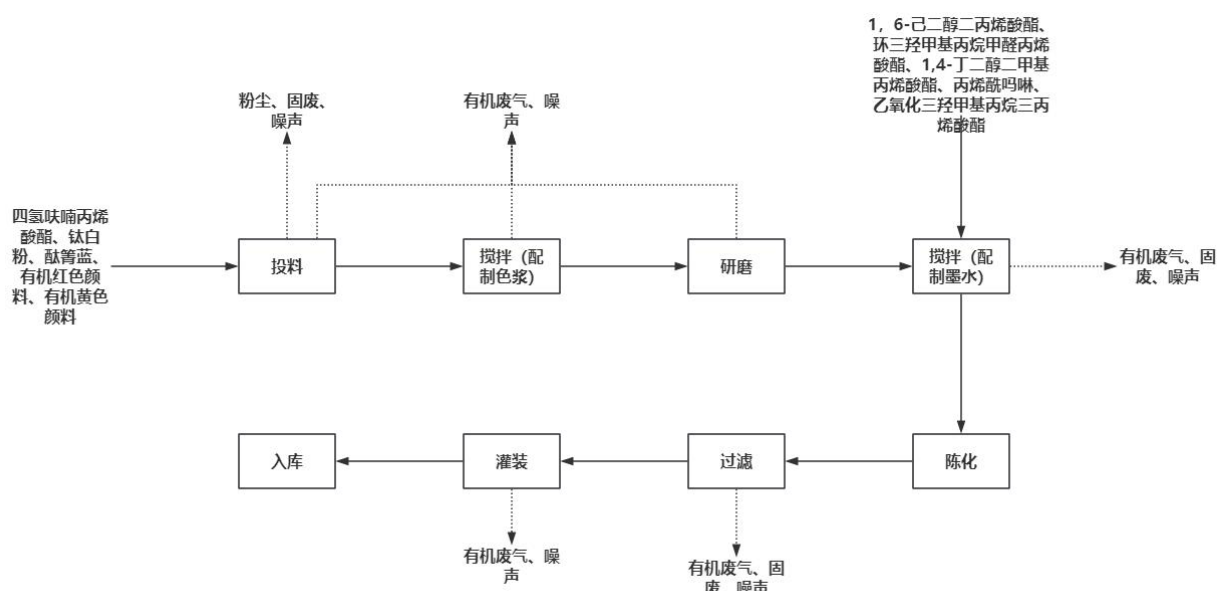 1，6-己二醇二丙烯酸酯、
环三羟甲基丙烷甲醛丙烯
酸酯、1,4-丁二醇二甲基
丙烯酸酯、丙烯酰吗啉、
乙氧化三羟甲基丙烷三丙
烯酸酯
粉尘、固废、
噪声
有机废气、噪
声
四氢呋喃丙烯
酸酯、钛白
粉、酞箐蓝、
有机红色颜
料、有机黄色
颜料
投料
搅拌（配
制色浆）
研磨
搅拌（配
制墨水）
有机废气、固
废、噪声
入库
灌装
过滤
陈化
有机废气、噪
声
有机废气、固
废、噪声